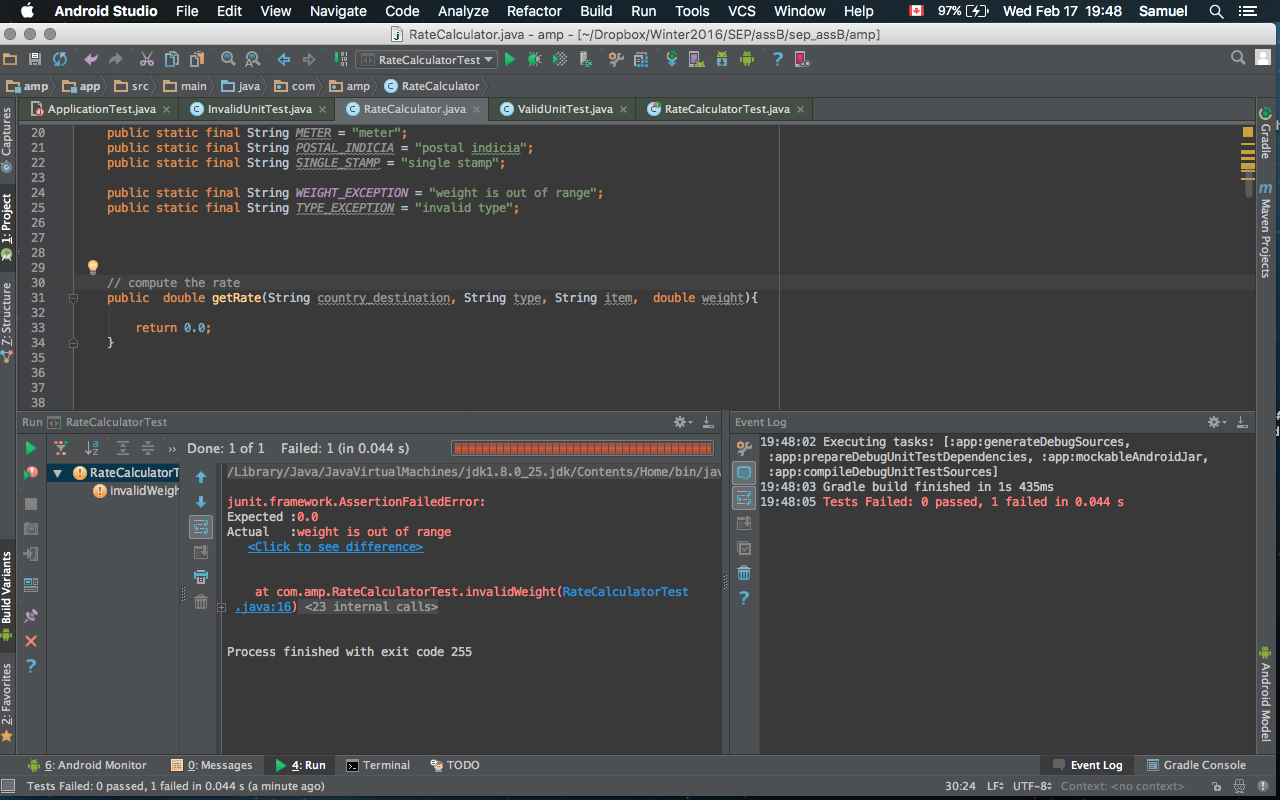 Android Studio File Edit View Navigate Code Analyze Refactor Build Run Tools VCS Window Help 97% Wed Feb 17 19:48 Samuel
RateCalculator.java - amp - [~/Dropbox/Winter2016/SEP/assB/sep_assB/amp]
RateCalculatorTest
amp app src main java com amp RateCalculator
ApplicationTest.java InvalidUnitTest.java RateCalculator.java ValidUnitTest.java RateCalculatorTest.java
Captures
1: Project
7: Structure
Build Variants
2: Favorites
20 public static final String METER = "meter";
21 public static final String POSTAL_INDICIA = "postal indicia";
22 public static final String SINGLE_STAMP = "single stamp";
23
24 public static final String WEIGHT_EXCEPTION = "weight is out of range";
25 public static final String TYPE_EXCEPTION = "invalid type";
26
27
28
29
30 // compute the rate
31 public double getRate(String country_destination, String type, String item, double weight){
32
33 return 0.0;
34 }
35
36
37
38
Gradle
Maven Projects
Android Model
Run RateCalculatorTest
Done: 1 of 1 Failed: 1 (in 0.044 s)
RateCalculatorT
invalidWeigh
/Library/Java/JavaVirtualMachines/jdk1.8.0_25.jdk/Contents/Home/bin/jav
junit.framework.AssertionFailedError:
Expected :0.0
Actual :weight is out of range
<Click to see difference>
at com.amp.RateCalculatorTest.invalidWeight(RateCalculatorTest
.java:16) <23 internal calls>
Process finished with exit code 255
Event Log
19:48:02 Executing tasks: [:app:generateDebugSources,
:app:prepareDebugUnitTestDependencies, :app:mockableAndroidJar,
:app:compileDebugUnitTestSources]
19:48:03 Gradle build finished in 1s 435ms
19:48:05 Tests Failed: 0 passed, 1 failed in 0.044 s
6: Android Monitor 0: Messages 4: Run Terminal TODO Event Log Gradle Console
Tests Failed: 0 passed, 1 failed in 0.044 s (a minute ago) 30:24 LF UTF-8 Context: <no context>